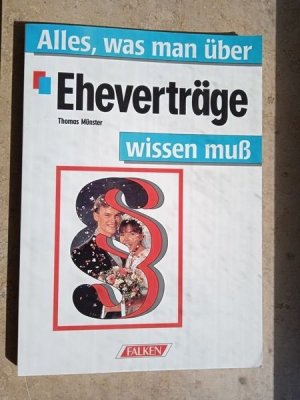 Alles, was man über
Eheverträge
Thomas Münster
wissen muß
§
FALKEN